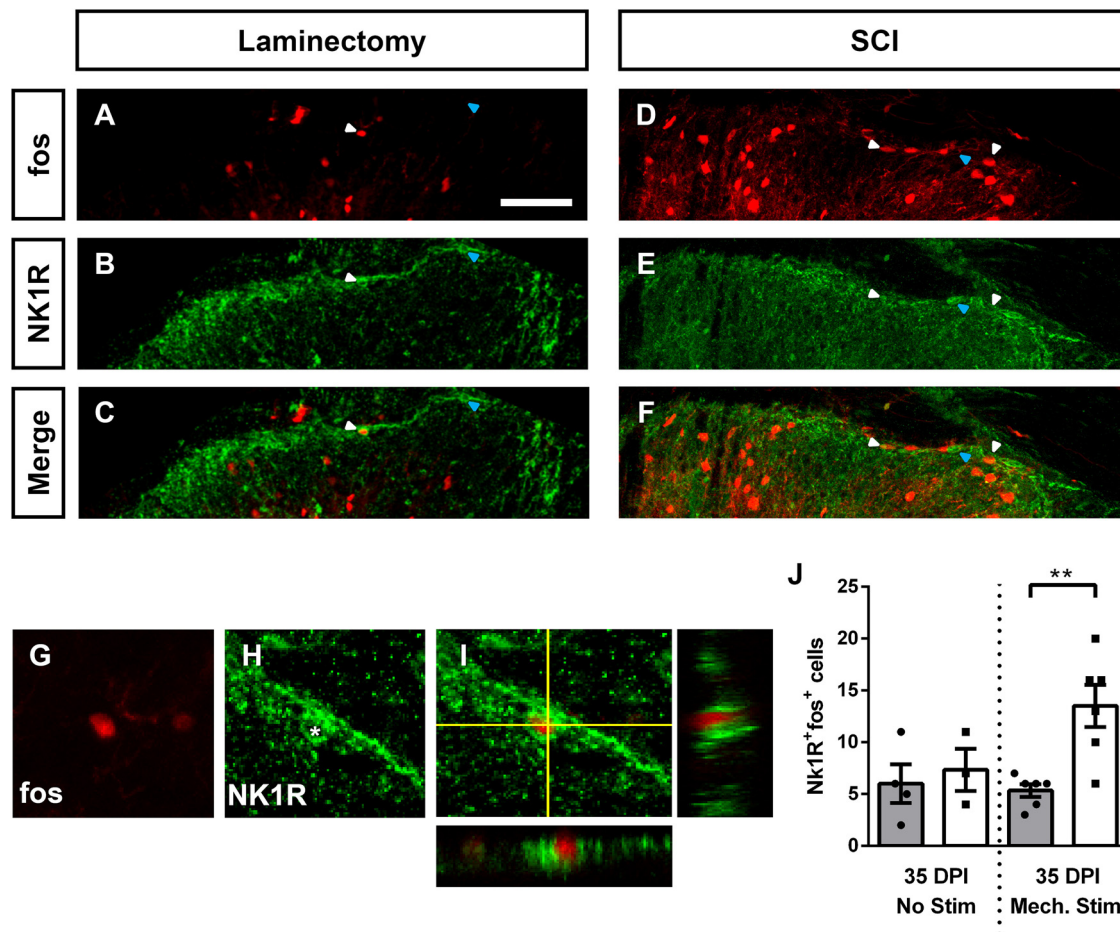 Laminectomy
SCI
fos
A
D
NK1R
B
E
Merge
C
F
G
fos
H
*
NK1R
I
J
**
Nk1R+fos+ cells
25
20
15
10
5
0
35 DPI
No Stim
35 DPI
Mech. Stim